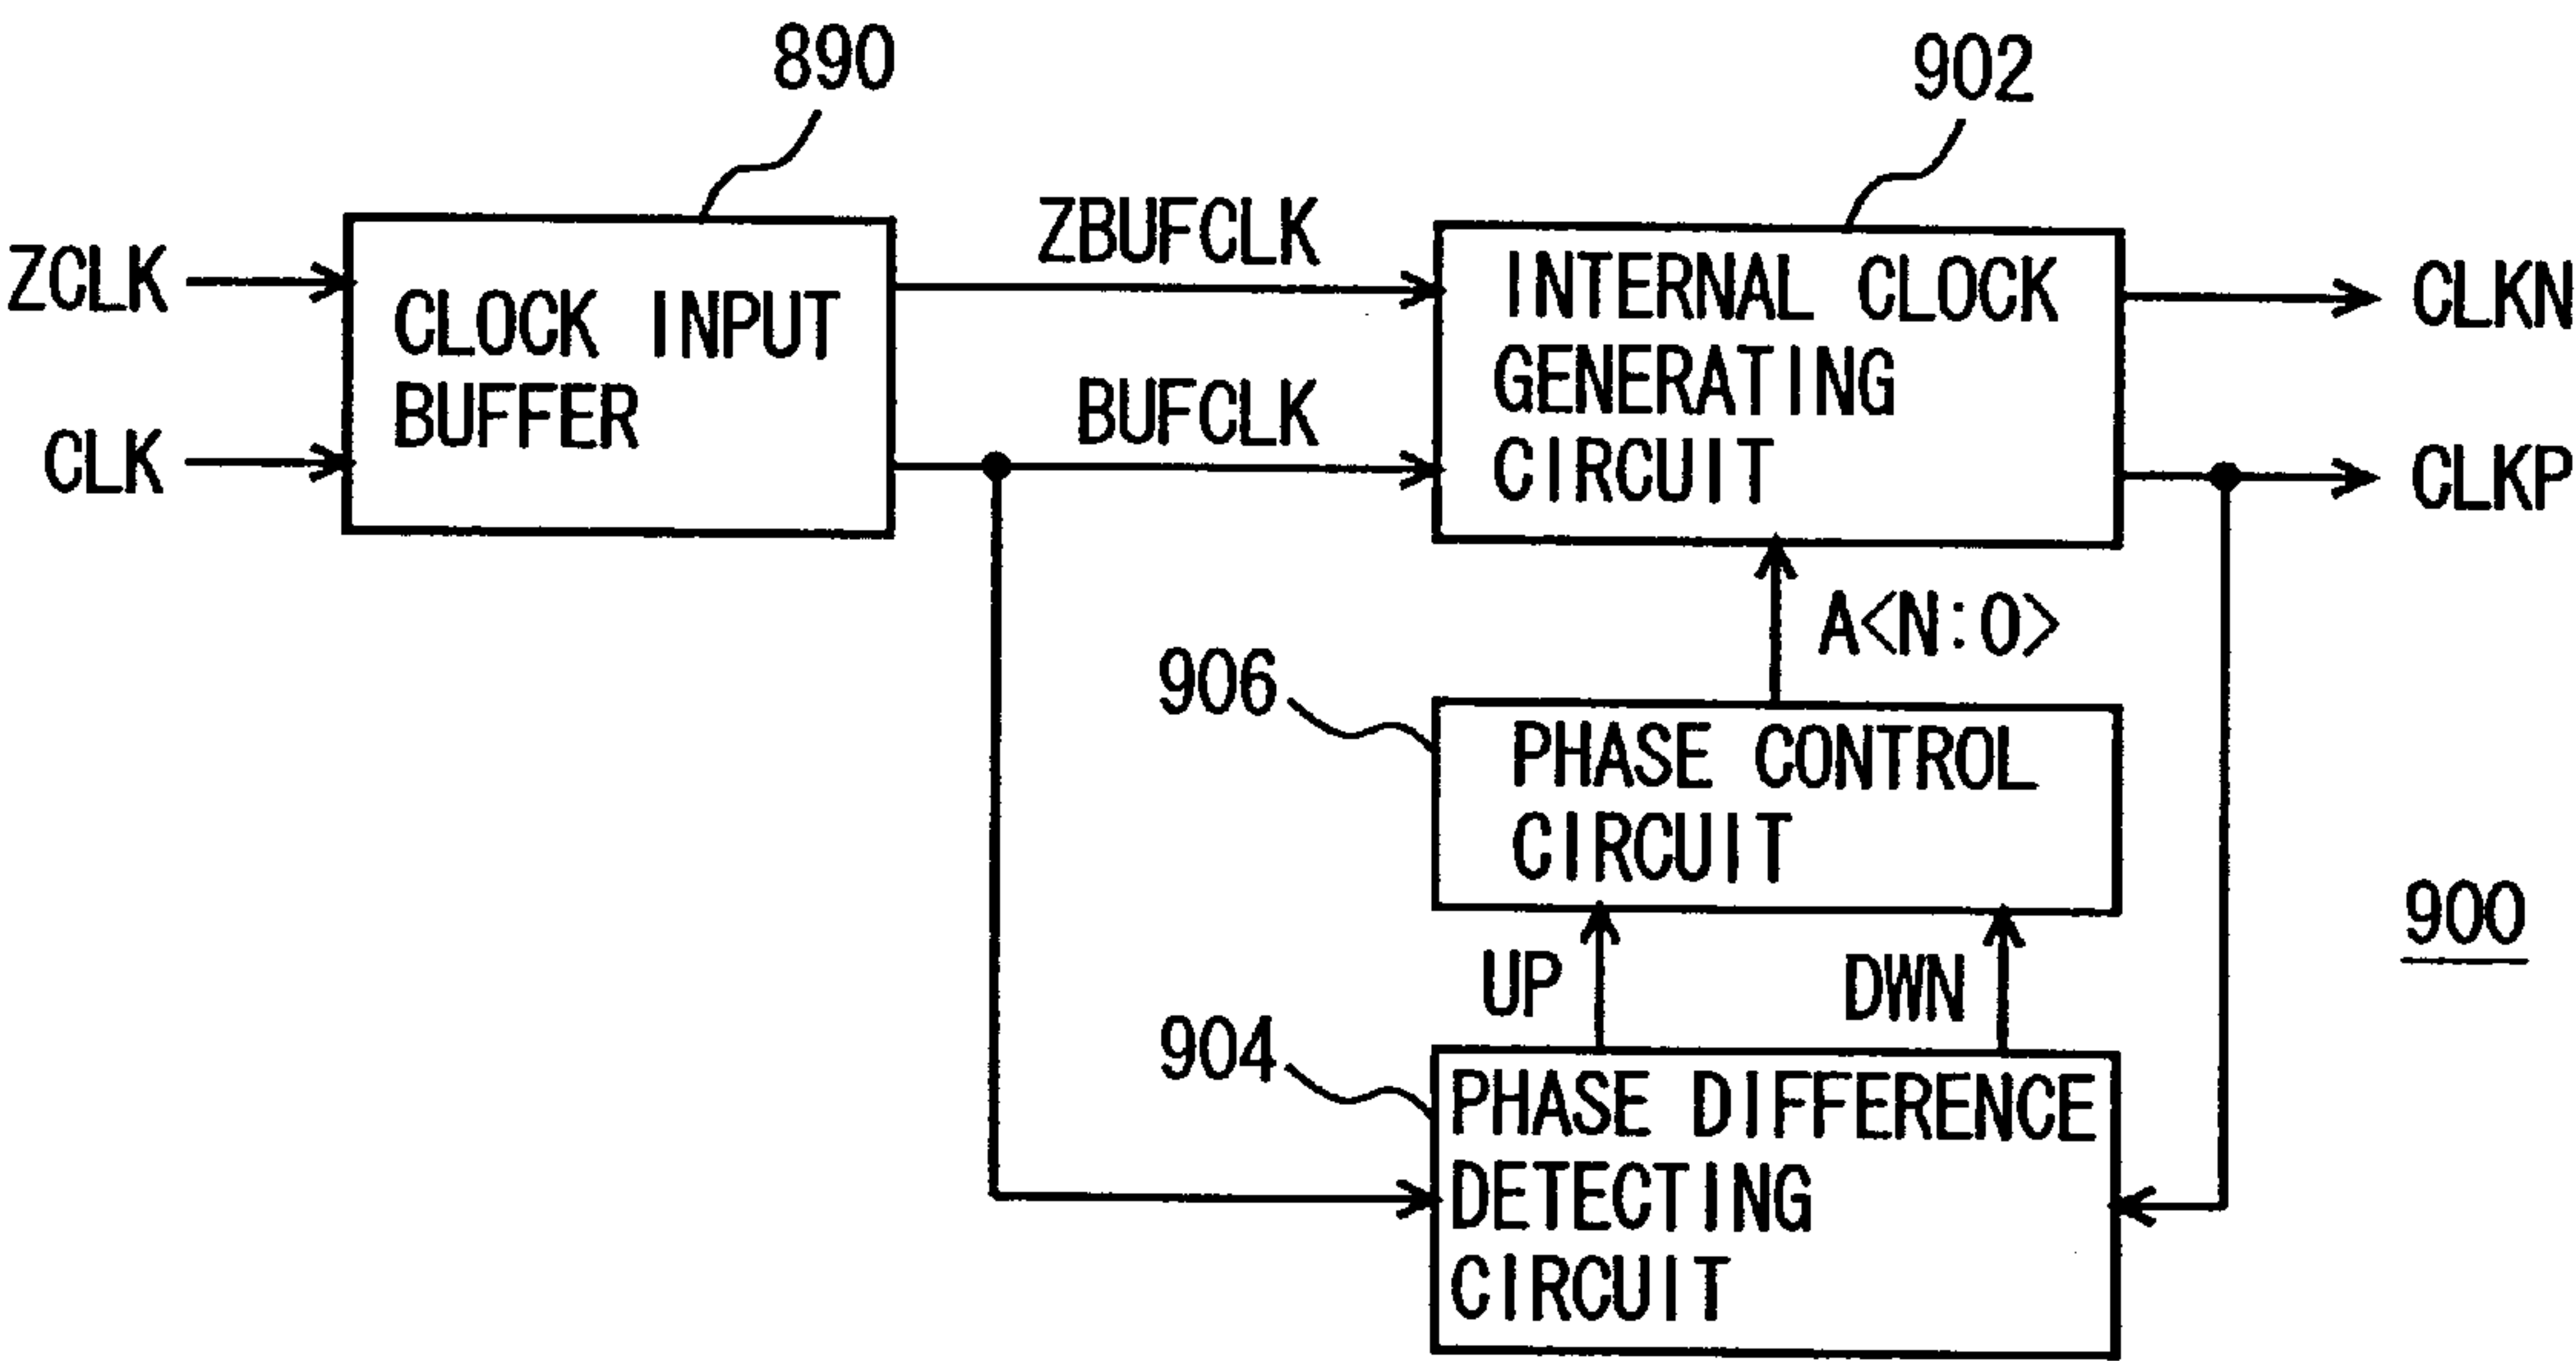 890
902
ZCLK
CLK
CLOCK INPUT
BUFFER
ZBUFCLK
BUFCLK
INTERNAL CLOCK
GENERATING
CIRCUIT
CLKN
CLKP
A<N:0>
906
PHASE CONTROL
CIRCUIT
900
UP
DWN
904
PHASE DIFFERENCE
DETECTING
CIRCUIT